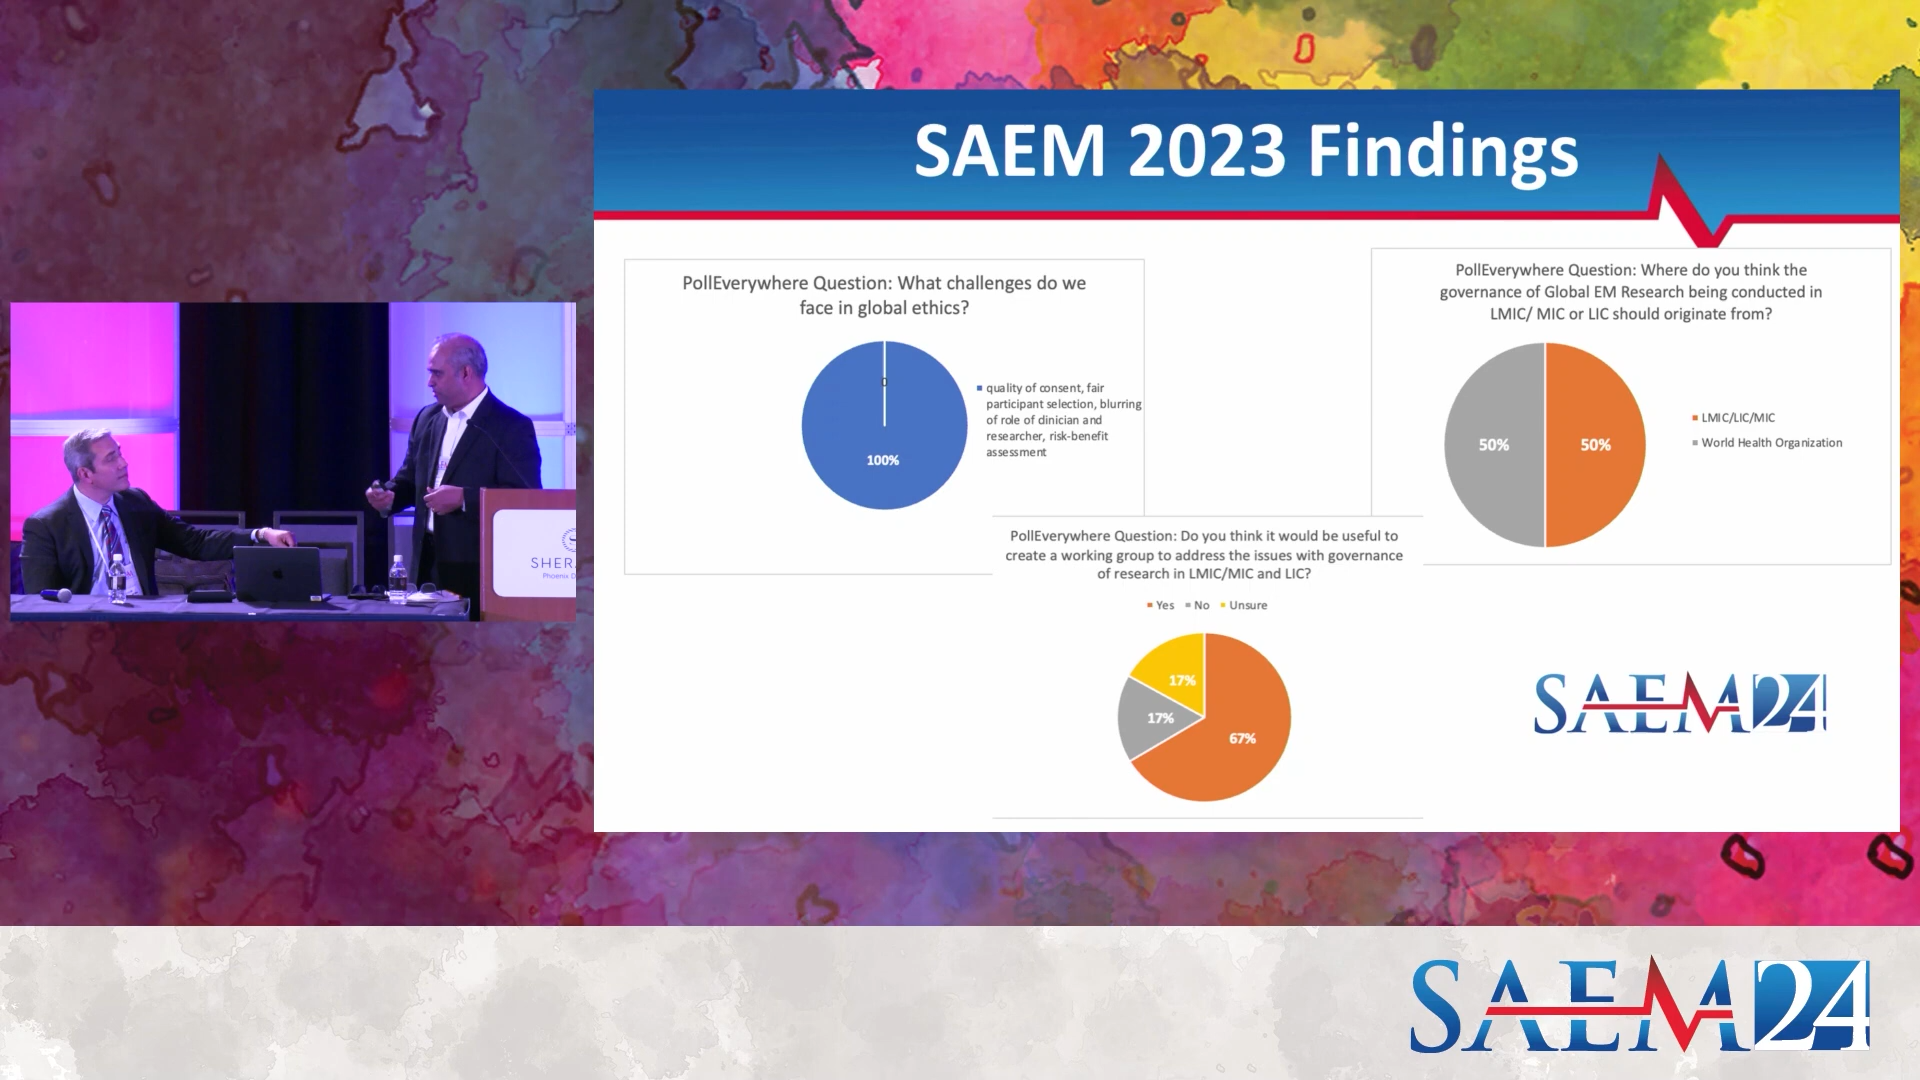 SAEM 2023 Findings
PollEverywhere Question: What challenges do we
face in global ethics?
0
100%
quality of consent, fair
participant selection, blurring
of role of clinician and
researcher, risk-benefit
assessment
PollEverywhere Question: Where do you think the
governance of Global EM Research being conducted in
LMIC/ MIC or LIC should originate from?
50%
50%
LMIC/LIC/MIC
World Health Organization
PollEverywhere Question: Do you think it would be useful to
create a working group to address the issues with governance
of research in LMIC/MIC and LIC?
Yes No Unsure
17%
17%
67%
SAEM24
SHER
Phoenix D
SAEM24